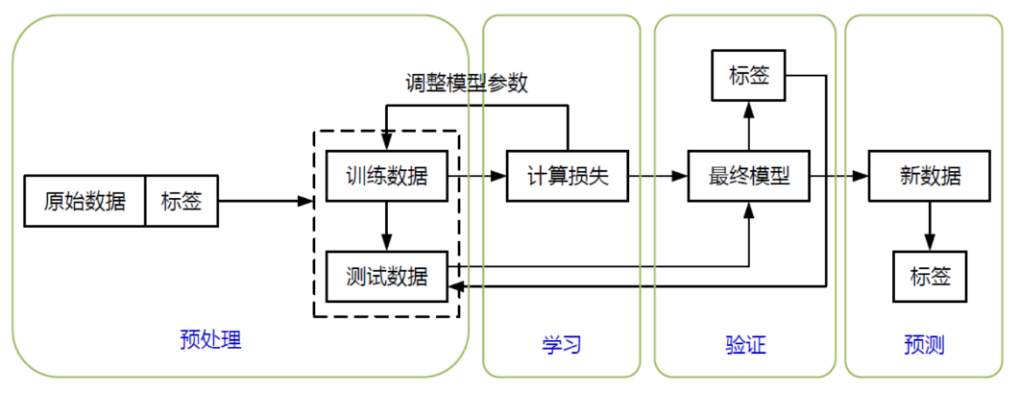 标签
调整模型参数
原始数据
标签
训练数据
计算损失
最终模型
新数据
测试数据
标签
预处理
学习
验证
预测